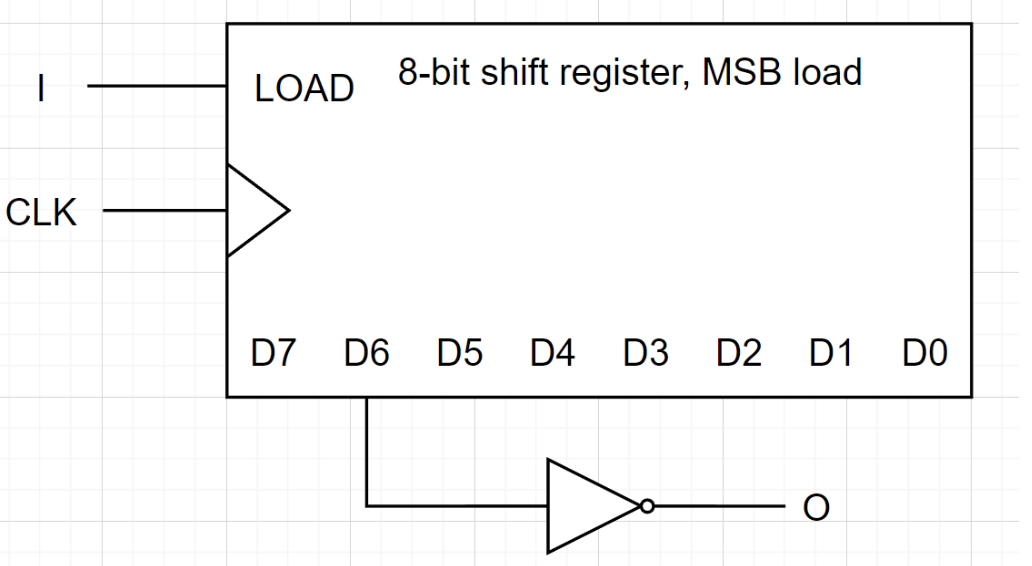 8-bit shift register, MSB load
I
LOAD
CLK
D7 D6 D5 D4 D3 D2 D1 D0
O